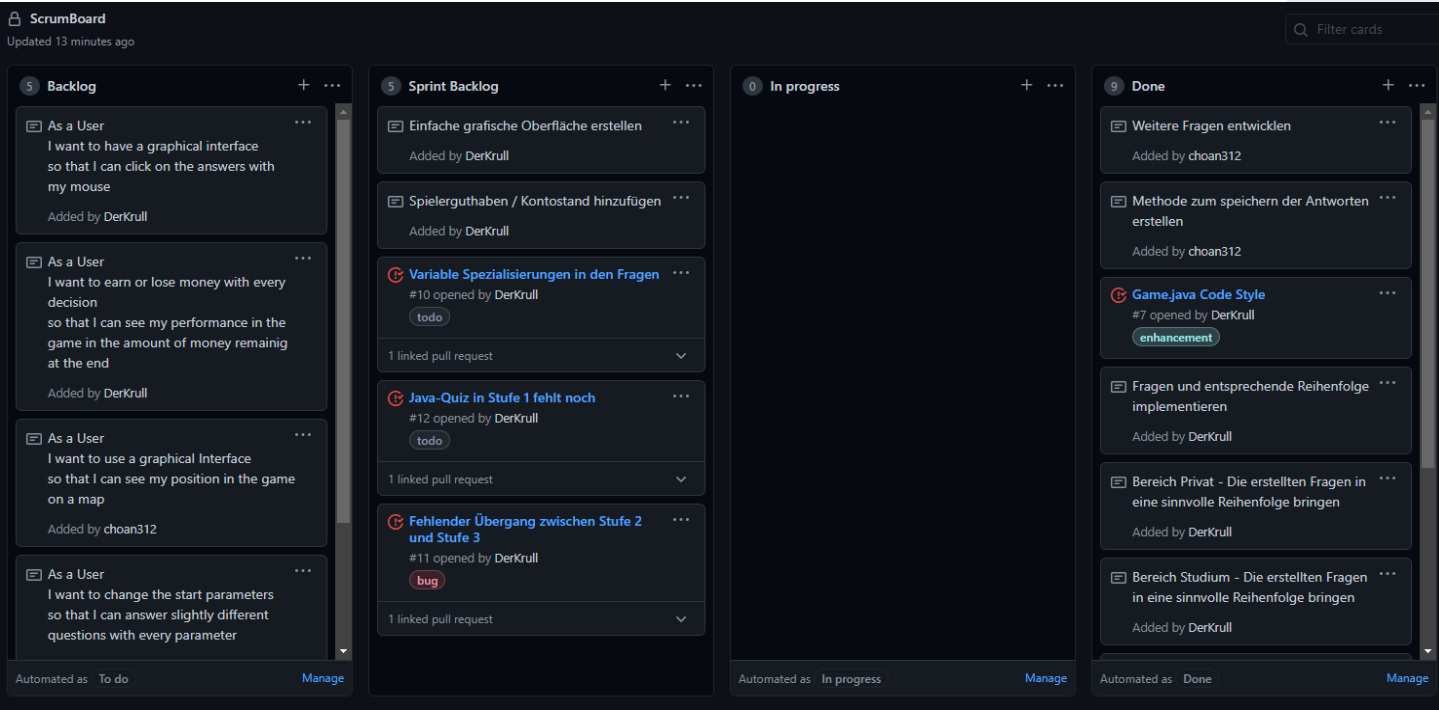 ScrumBoard
Updated 13 minutes ago
Filter cards
5 Backlog
As a User
I want to have a graphical interface
so that I can click on the answers with
my mouse
Added by DerKrull
As a User
I want to earn or lose money with every
decision
so that I can see my performance in the
game in the amount of money remainig
at the end
Added by DerKrull
As a User
I want to use a graphical Interface
so that I can see my position in the game
on a map
Added by choan312
As a User
I want to change the start parameters
so that I can answer slightly different
questions with every parameter
Automated as To do
Manage
5 Sprint Backlog
Einfache grafische Oberfläche erstellen
Added by DerKrull
Spielerguthaben / Kontostand hinzufügen
Added by DerKrull
Variable Spezialisierungen in den Fragen
#10 opened by DerKrull
todo
1 linked pull request
Java-Quiz in Stufe 1 fehlt noch
#12 opened by DerKrull
todo
1 linked pull request
Fehlender Übergang zwischen Stufe 2
und Stufe 3
#11 opened by DerKrull
bug
1 linked pull request
0 In progress
Automated as In progress
Manage
9 Done
Weitere Fragen entwicklen
Added by choan312
Methode zum speichern der Antworten
erstellen
Added by choan312
Game.java Code Style
#7 opened by DerKrull
enhancement
Fragen und entsprechende Reihenfolge
implementieren
Added by DerKrull
Bereich Privat - Die erstellten Fragen in
eine sinnvolle Reihenfolge bringen
Added by DerKrull
Bereich Studium - Die erstellten Fragen
in eine sinnvolle Reihenfolge bringen
Added by DerKrull
Automated as Done
Manage